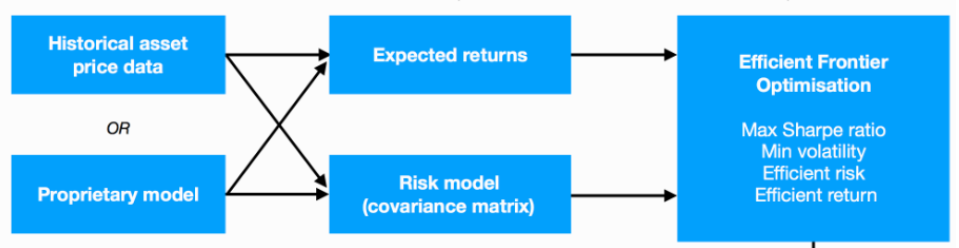 Historical asset
price data
OR
Proprietary model
Expected returns
Risk model
(covariance matrix)
Efficient Frontier
Optimisation
Max Sharpe ratio
Min volatility
Efficient risk
Efficient return